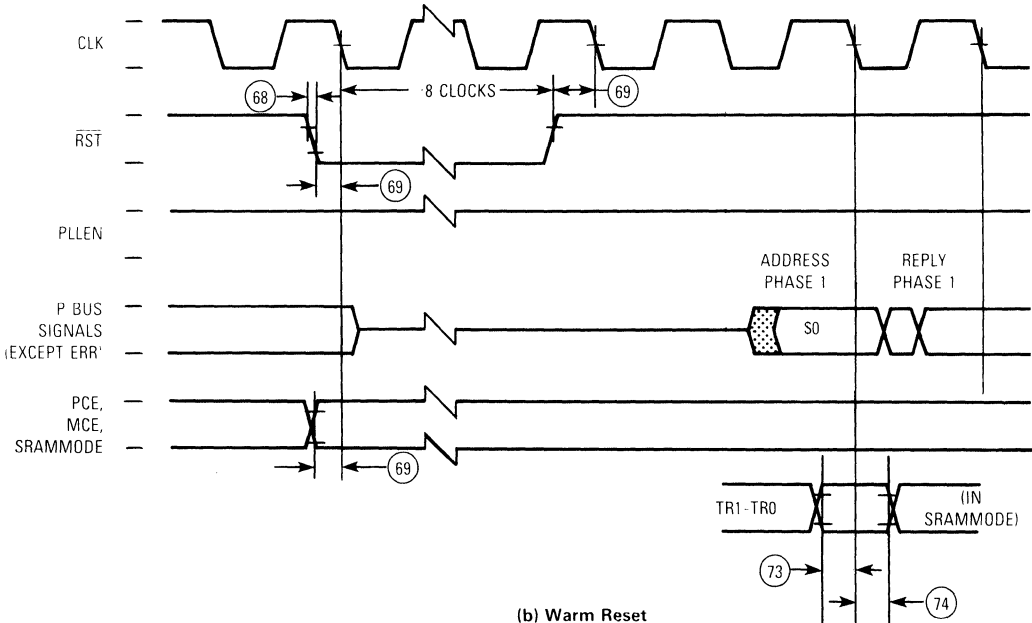 CLK
68
8 CLOCKS
69
RST
69
PLLEN
ADDRESS
PHASE 1
REPLY
PHASE 1
P BUS
SIGNALS
(EXCEPT ERR)
S0
PCE,
MCE,
SRAMMODE
69
TR1-TR0
(IN
SRAMMODE)
73
74
(b) Warm Reset